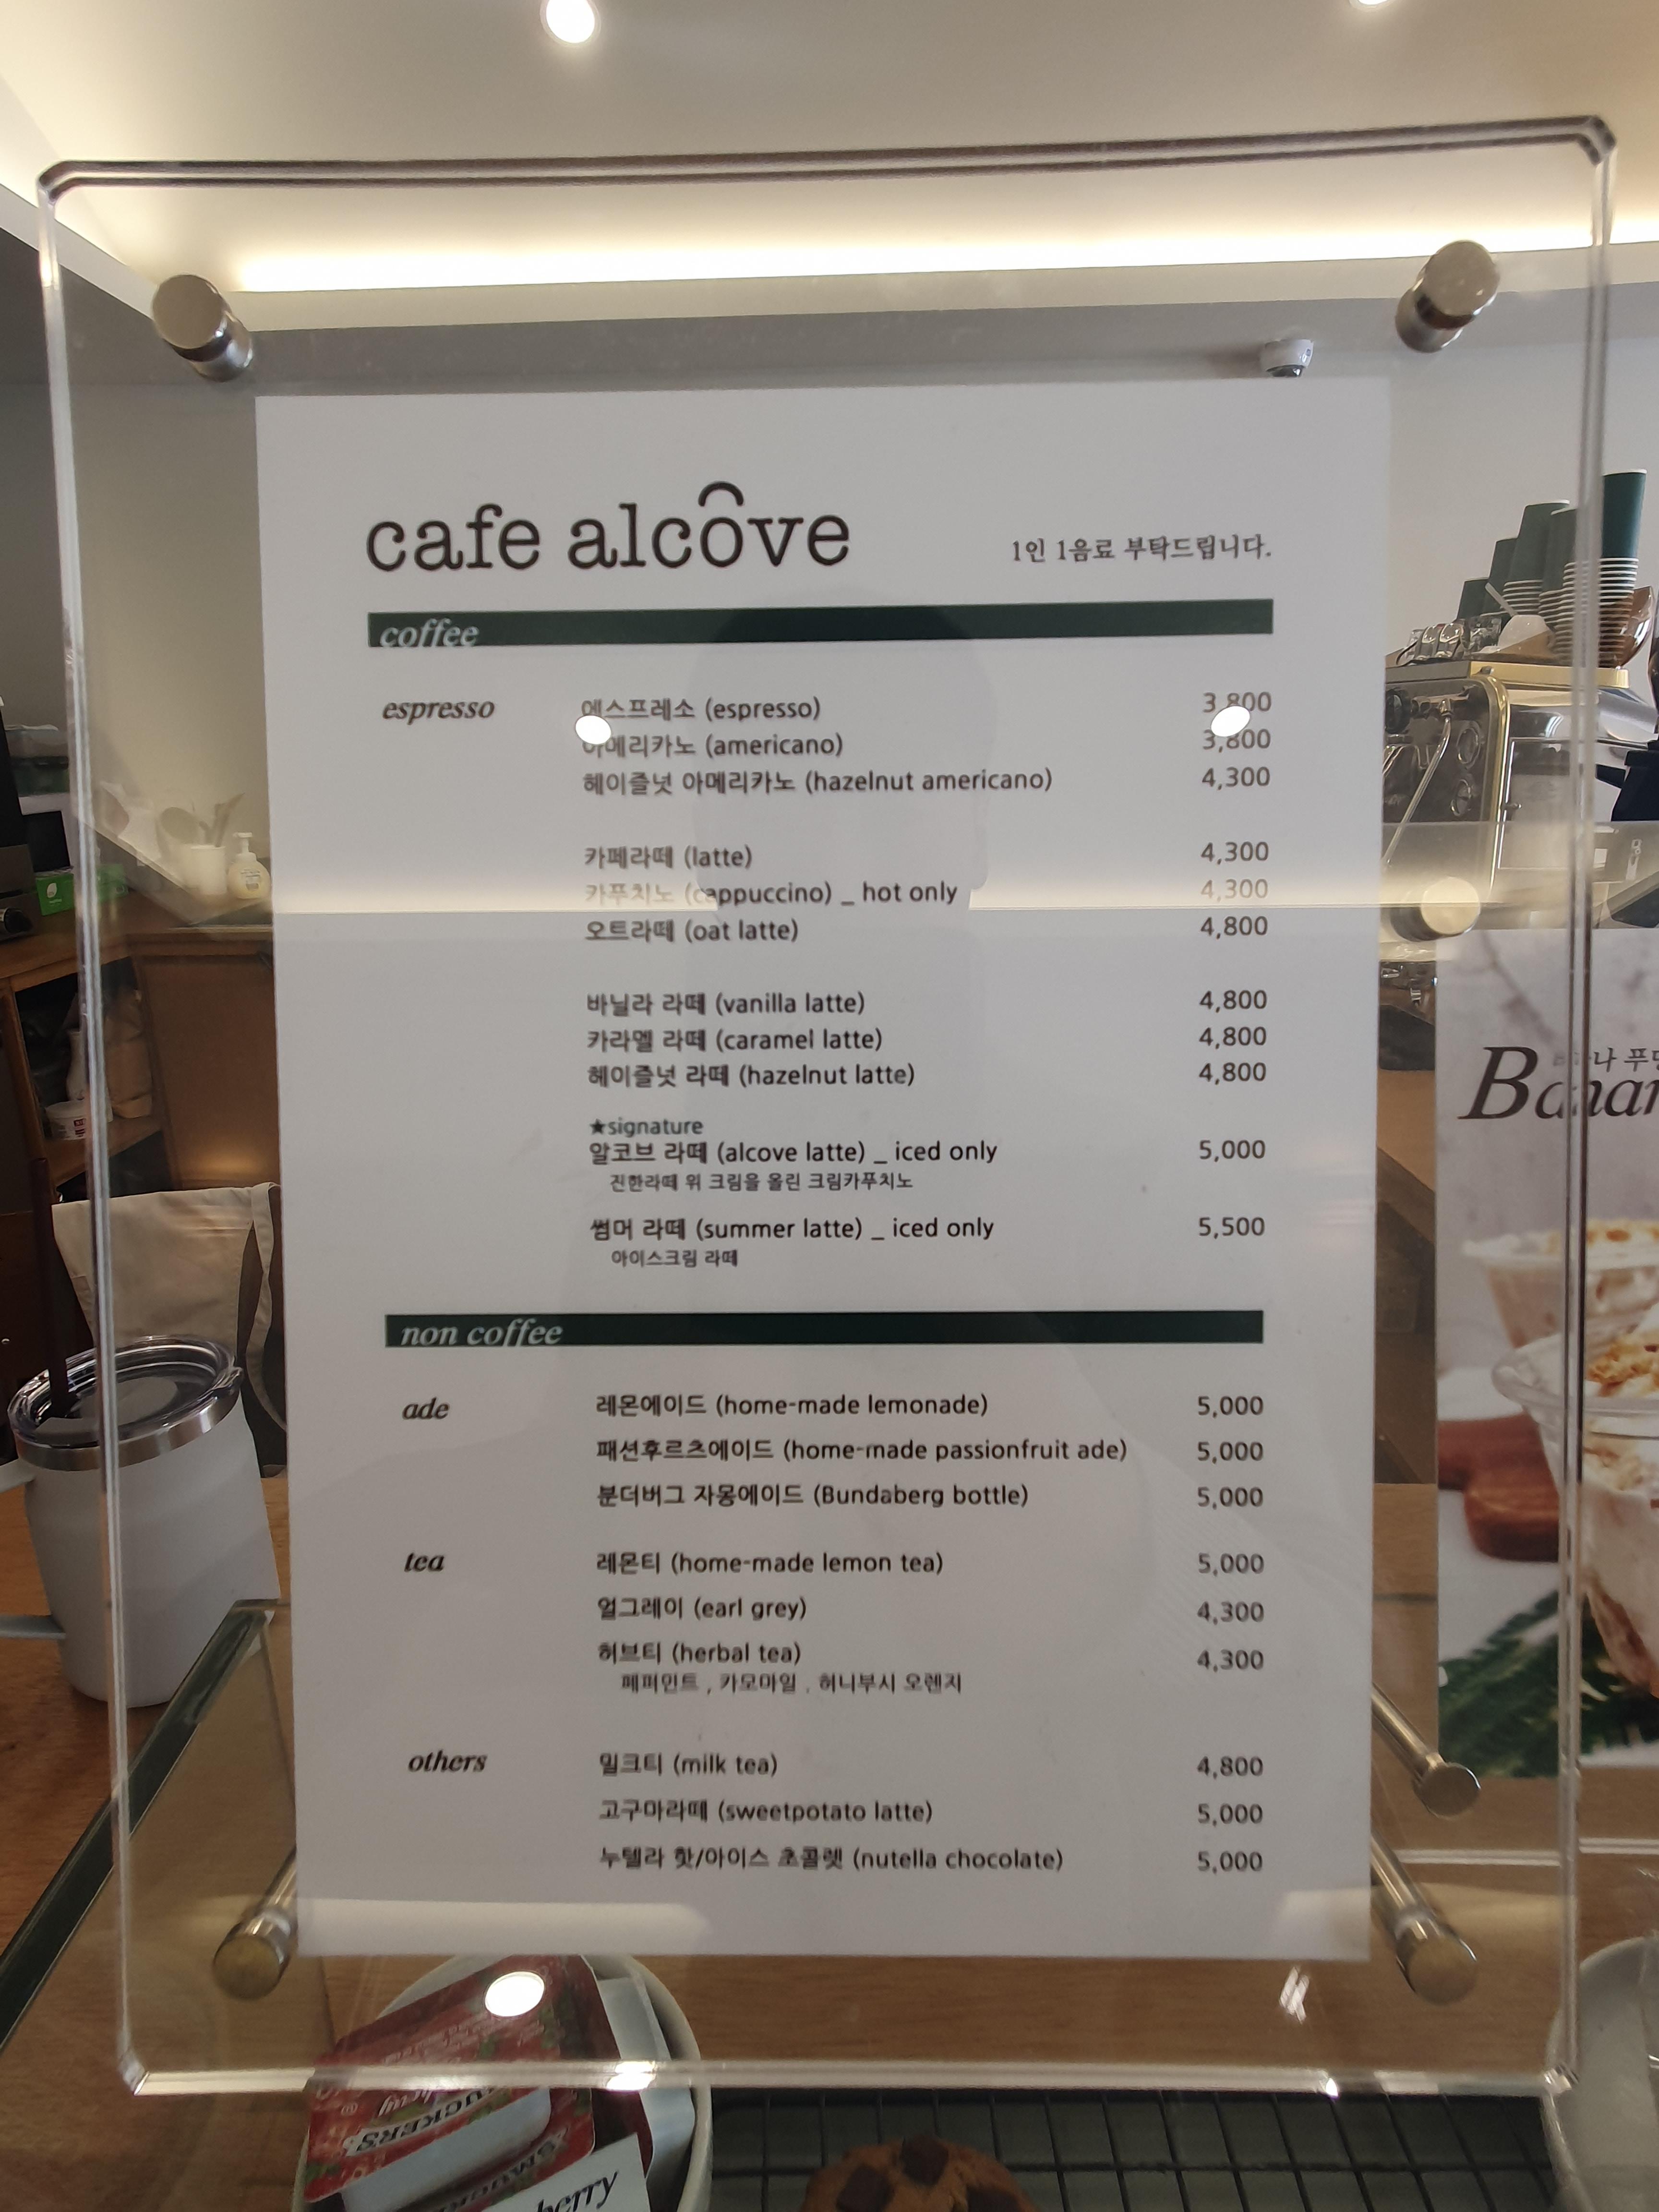 cafe alcove
1인 1음료 부탁드립니다.
coffee
espresso
에스프레소 (espresso) 3,800
아메리카노 (americano) 3,800
헤이즐넛 아메리카노 (hazelnut americano) 4,300
카페라떼 (latte) 4,300
카푸치노 (cappuccino) _ hot only 4,300
오트라떼 (oat latte) 4,800
바닐라 라떼 (vanilla latte) 4,800
카라멜 라떼 (caramel latte) 4,800
헤이즐넛 라떼 (hazelnut latte) 4,800
★signature
알코브 라떼 (alcove latte) _ iced only 5,000
진한라떼 위 크림을 올린 크림카푸치노
썸머 라떼 (summer latte) _ iced only 5,500
아이스크림 라떼
non coffee
ade
레몬에이드 (home-made lemonade) 5,000
패션후르츠에이드 (home-made passionfruit ade) 5,000
분더버그 자몽에이드 (Bundaberg bottle) 5,000
tea
레몬티 (home-made lemon tea) 5,000
얼그레이 (earl grey) 4,300
허브티 (herbal tea) 4,300
페퍼민트 , 카모마일 , 허니부시 오렌지
others
밀크티 (milk tea) 4,800
고구마라떼 (sweetpotato latte) 5,000
누텔라 핫/아이스 초콜렛 (nutella chocolate) 5,000